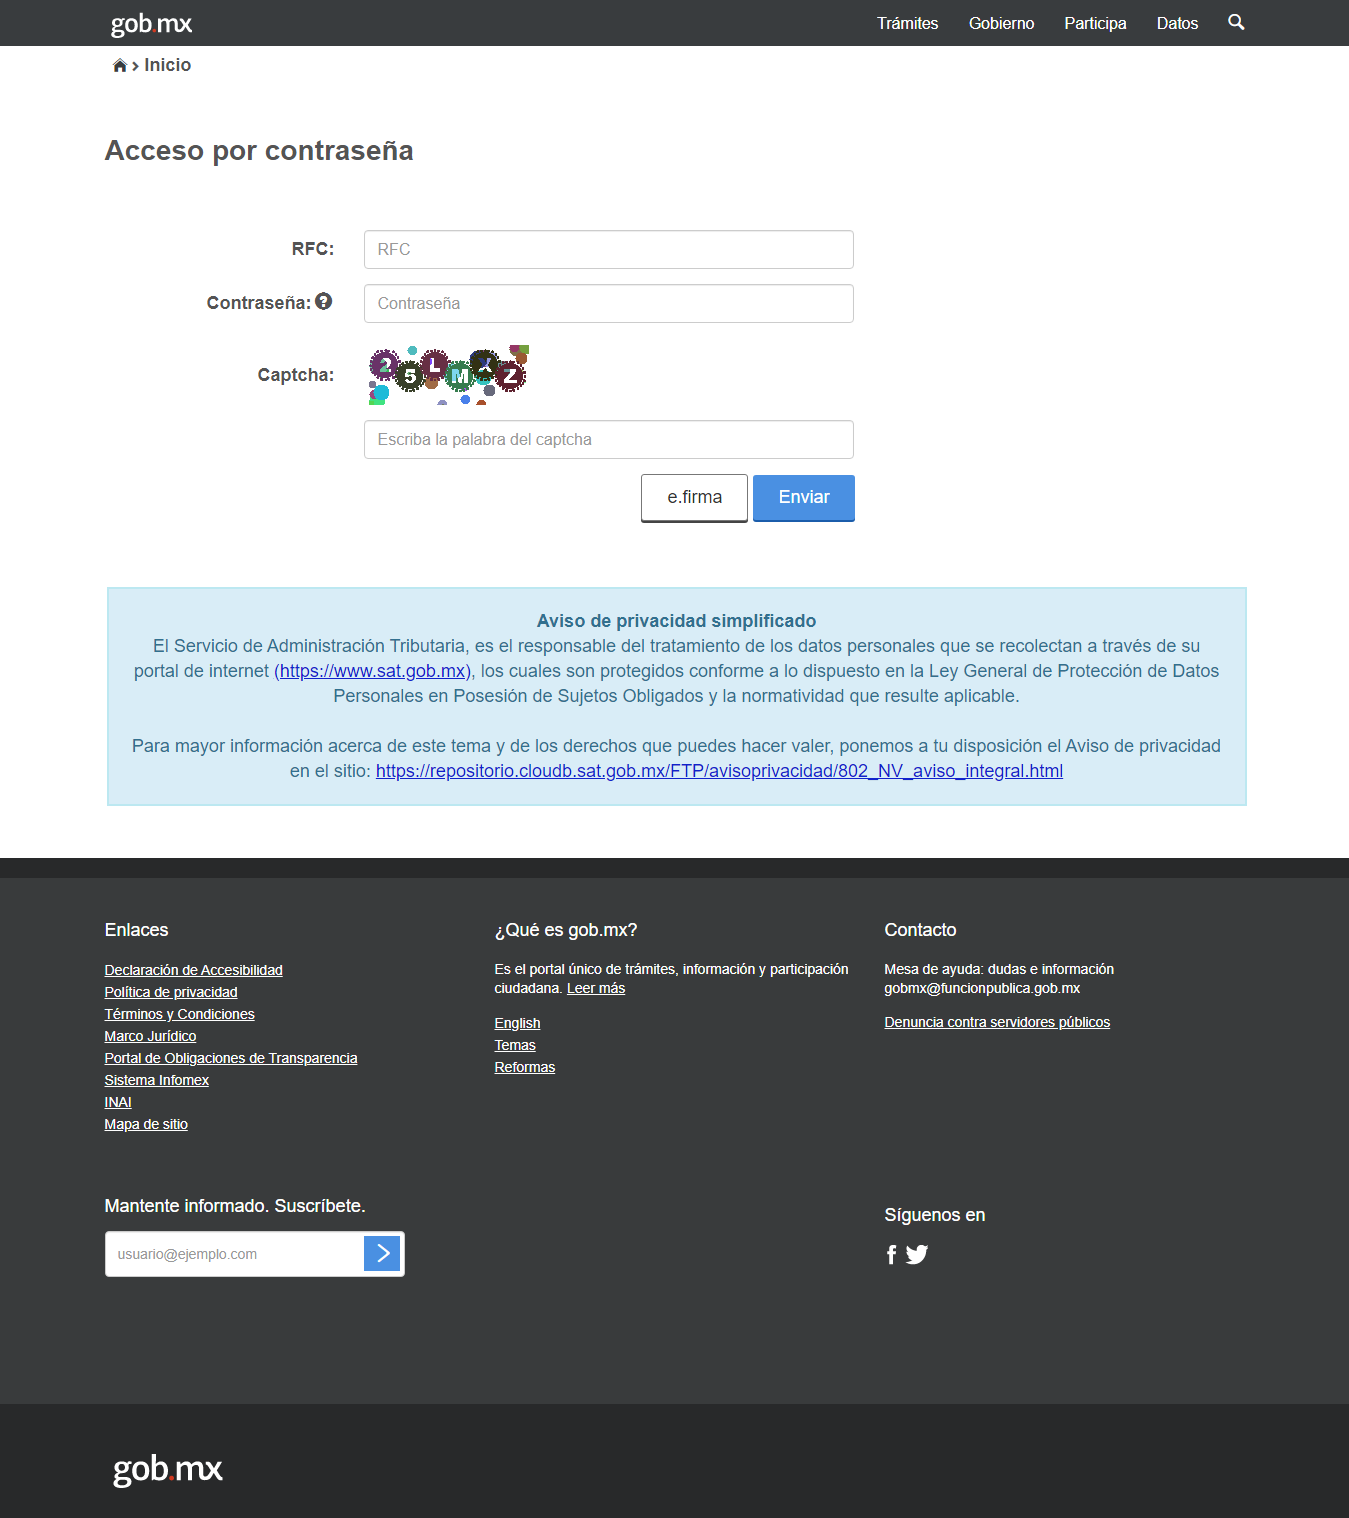 gob.mx
Trámites Gobierno Participa Datos
Inicio
Acceso por contraseña
RFC:
RFC
Contraseña:
Contraseña
Captcha:
25LMXZ
Escriba la palabra del captcha
e.firma Enviar
Aviso de privacidad simplificado
El Servicio de Administración Tributaria, es el responsable del tratamiento de los datos personales que se recolectan a través de su
portal de internet (https://www.sat.gob.mx), los cuales son protegidos conforme a lo dispuesto en la Ley General de Protección de Datos
Personales en Posesión de Sujetos Obligados y la normatividad que resulte aplicable.
Para mayor información acerca de este tema y de los derechos que puedes hacer valer, ponemos a tu disposición el Aviso de privacidad
en el sitio: https://repositorio.cloudb.sat.gob.mx/FTP/avisoprivacidad/802_NV_aviso_integral.html
Enlaces
Declaración de Accesibilidad
Política de privacidad
Términos y Condiciones
Marco Jurídico
Portal de Obligaciones de Transparencia
Sistema Infomex
INAI
Mapa de sitio
¿Qué es gob.mx?
Es el portal único de trámites, información y participación
ciudadana. Leer más
English
Temas
Reformas
Contacto
Mesa de ayuda: dudas e información
gobmx@funcionpublica.gob.mx
Denuncia contra servidores públicos
Mantente informado. Suscríbete.
usuario@ejemplo.com
Síguenos en
gob.mx